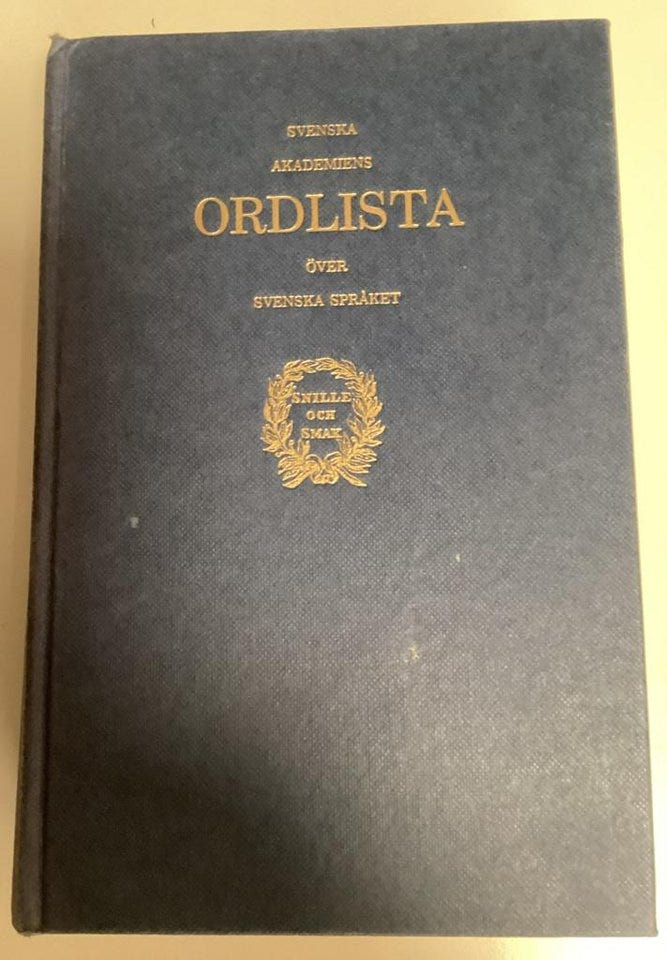 SVENSKA
AKADEMIENS
ORDLISTA
ÖVER
SVENSKA SPRÅKET
SNILLE
OCH
SMAK